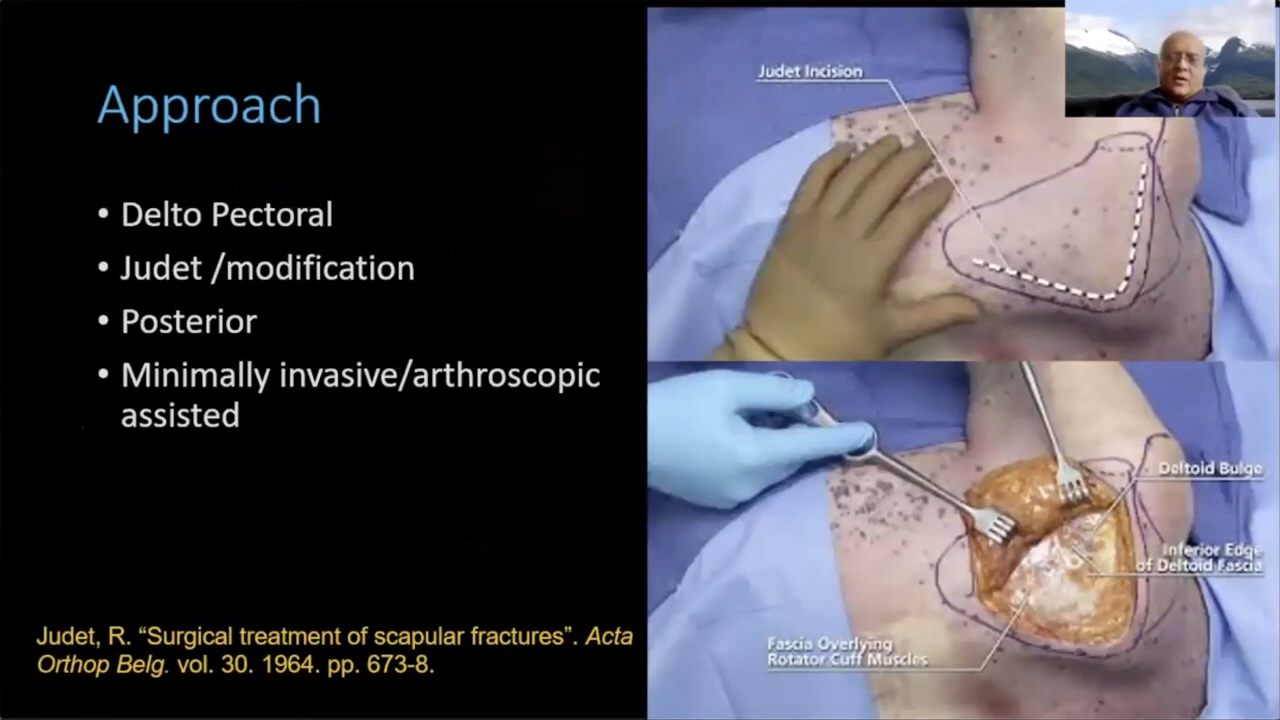 Approach
• Delto Pectoral
• Judet /modification
• Posterior
• Minimally invasive/arthroscopic
assisted
Judet, R. “Surgical treatment of scapular fractures”. Acta
Orthop Belg. vol. 30. 1964. pp. 673-8.
Judet Incision
Deltoid Bulge
Inferior Edge
of Deltoid Fascia
Fascia Overlying
Rotator Cuff Muscles